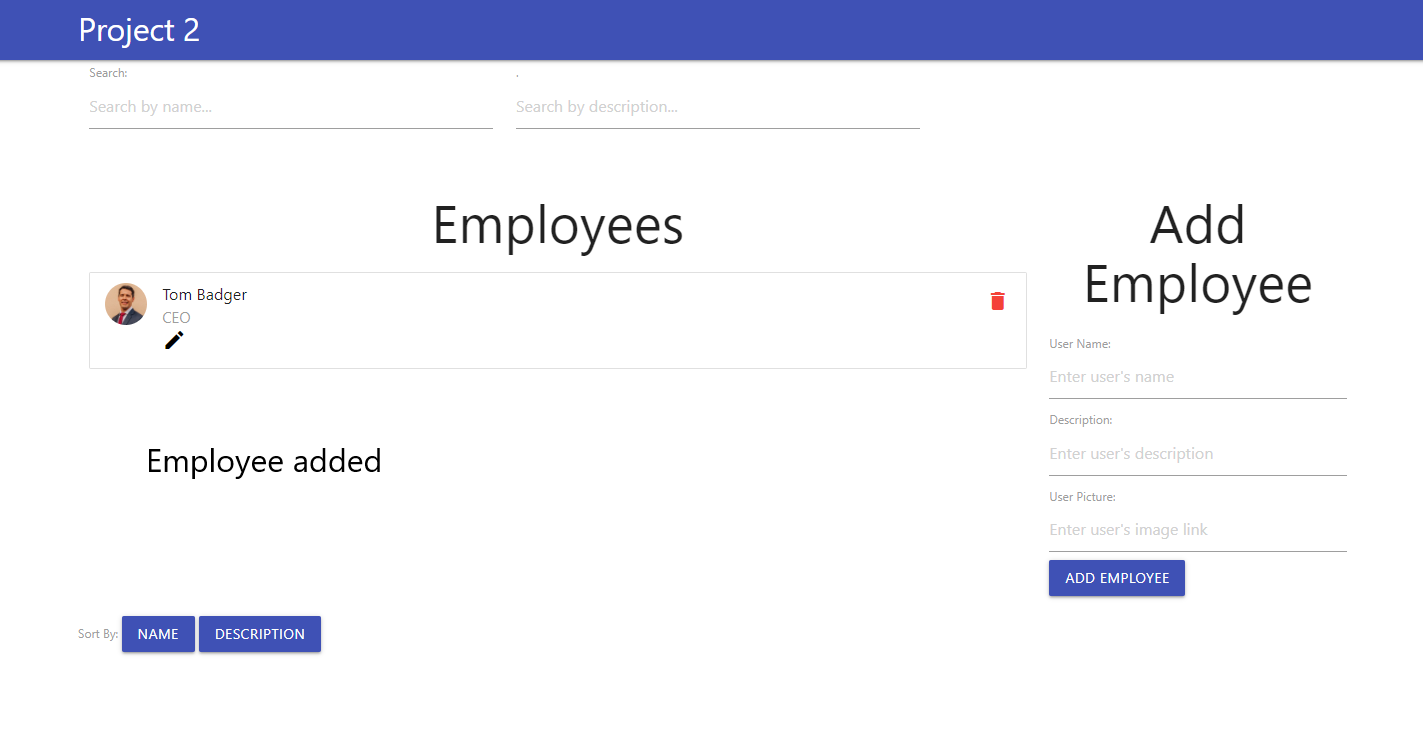 Project 2
Search:
.
Search by name...
Search by description...
Employees
Tom Badger
CEO
Employee added
Add
Employee
User Name:
Enter user's name
Description:
Enter user's description
User Picture:
Enter user's image link
ADD EMPLOYEE
Sort By: NAME DESCRIPTION